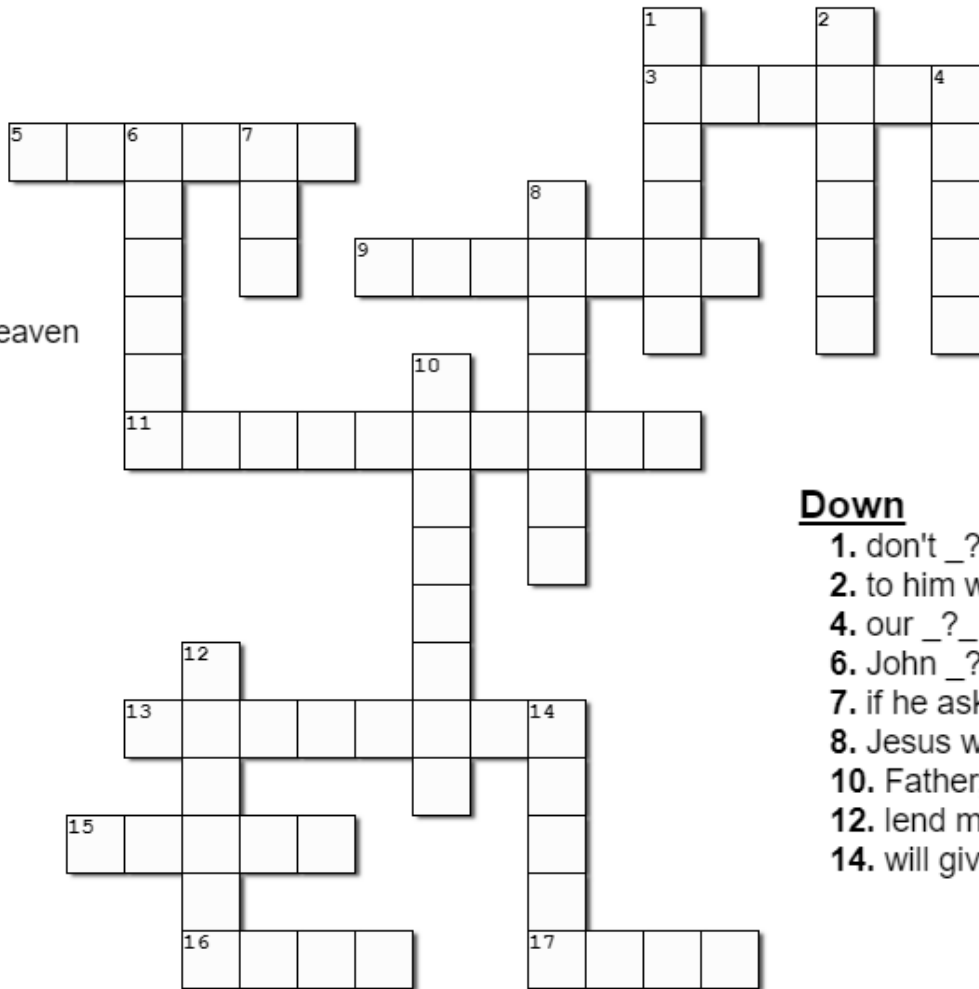 1
2
3
4
5
6
7
8
9
eaven
10
11
Down
1. don't _?
2. to him w
4. our _?_
6. John _?
7. if he ask
8. Jesus w
10. Father
12. lend m
14. will giv
12
13
14
15
16
17